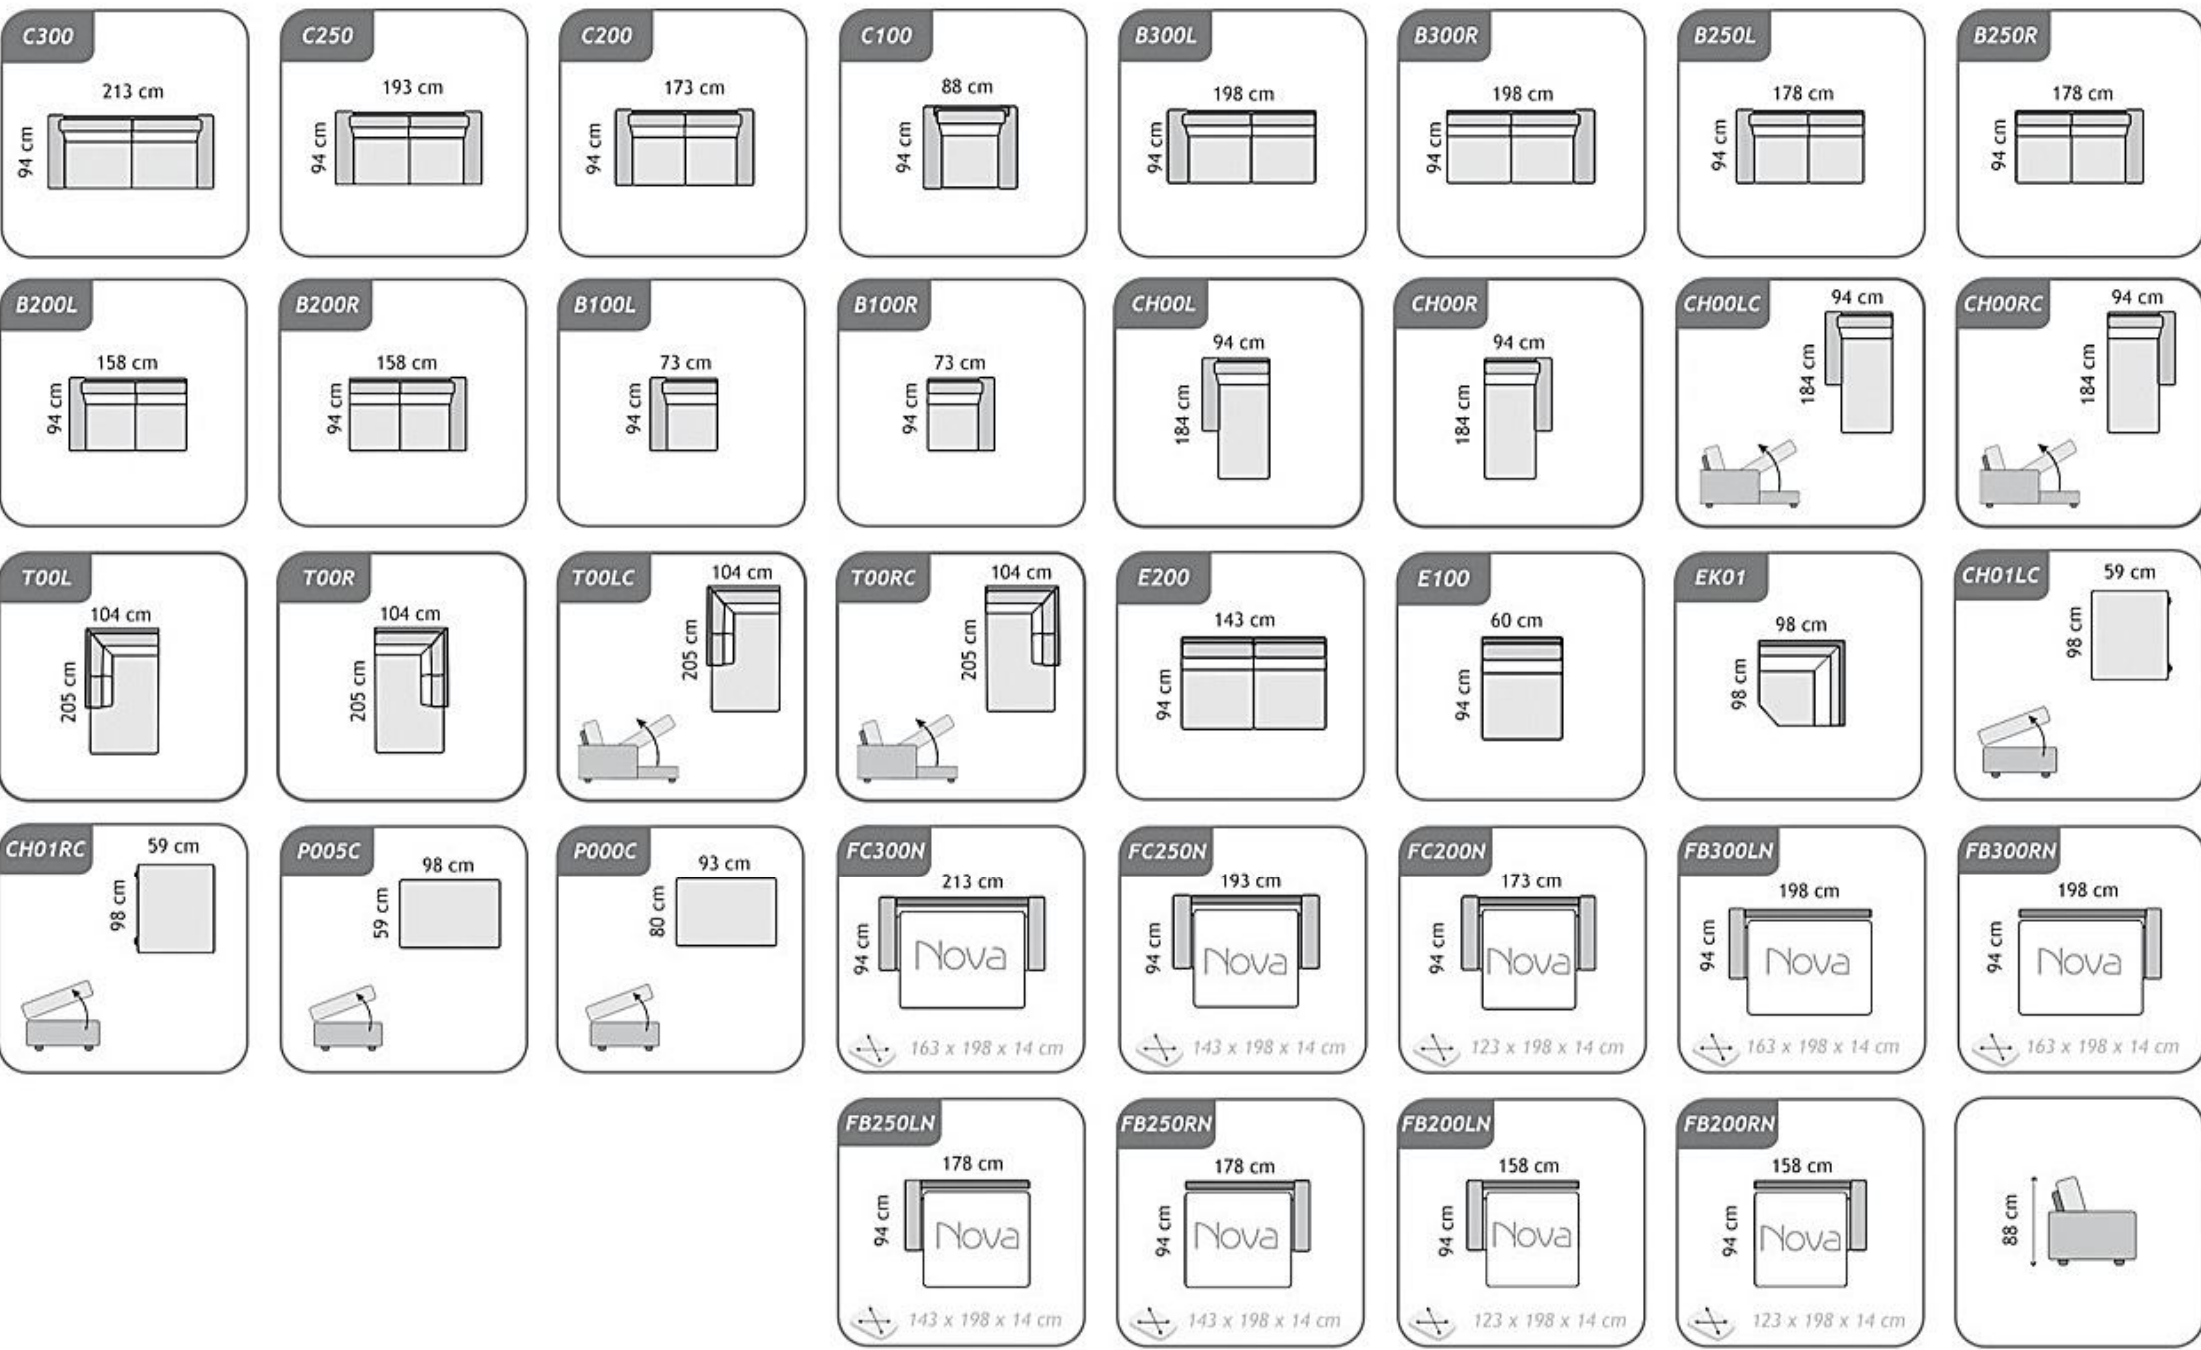 C300
213 cm
94 cm
C250
193 cm
94 cm
C200
173 cm
94 cm
C100
88 cm
94 cm
B300L
198 cm
94 cm
B300R
198 cm
94 cm
B250L
178 cm
94 cm
B250R
178 cm
94 cm
B200L
158 cm
94 cm
B200R
158 cm
94 cm
B100L
73 cm
94 cm
B100R
73 cm
94 cm
CH00L
94 cm
184 cm
CH00R
94 cm
184 cm
CH00LC
94 cm
184 cm
CH00RC
94 cm
184 cm
T00L
104 cm
205 cm
T00R
104 cm
205 cm
T00LC
104 cm
205 cm
T00RC
104 cm
205 cm
E200
143 cm
94 cm
E100
60 cm
94 cm
EK01
98 cm
98 cm
CH01LC
59 cm
98 cm
CH01RC
59 cm
98 cm
P005C
98 cm
59 cm
P000C
93 cm
80 cm
FC300N
213 cm
94 cm
Nova
163 x 198 x 14 cm
FC250N
193 cm
94 cm
Nova
143 x 198 x 14 cm
FC200N
173 cm
94 cm
Nova
123 x 198 x 14 cm
FB300LN
198 cm
94 cm
Nova
163 x 198 x 14 cm
FB300RN
198 cm
94 cm
Nova
163 x 198 x 14 cm
FB250LN
178 cm
94 cm
Nova
143 x 198 x 14 cm
FB250RN
178 cm
94 cm
Nova
143 x 198 x 14 cm
FB200LN
158 cm
94 cm
Nova
123 x 198 x 14 cm
FB200RN
158 cm
94 cm
Nova
123 x 198 x 14 cm
88 cm